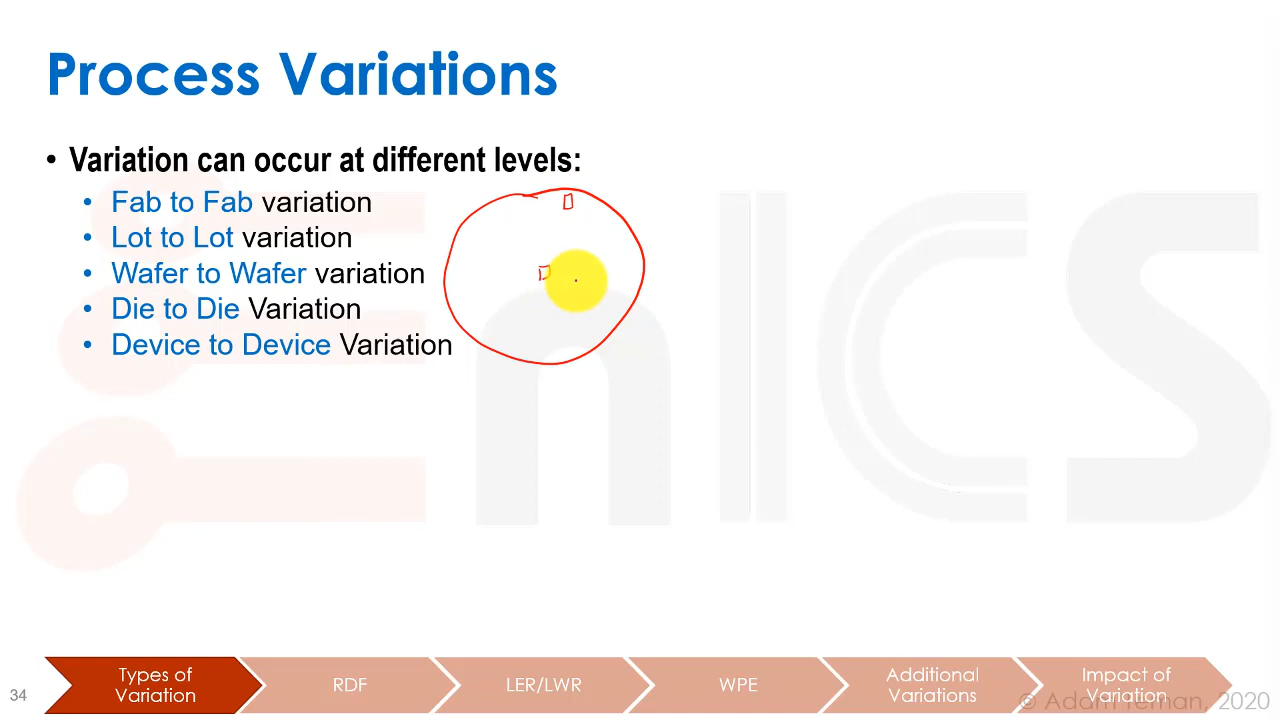 Process Variations
• Variation can occur at different levels:
• Fab to Fab variation
• Lot to Lot variation
• Wafer to Wafer variation
• Die to Die Variation
• Device to Device Variation
nICS
34
Types of
Variation
RDF
LER/LWR
WPE
Additional
Variations
Impact of
Variation
© Adam Teman, 2020